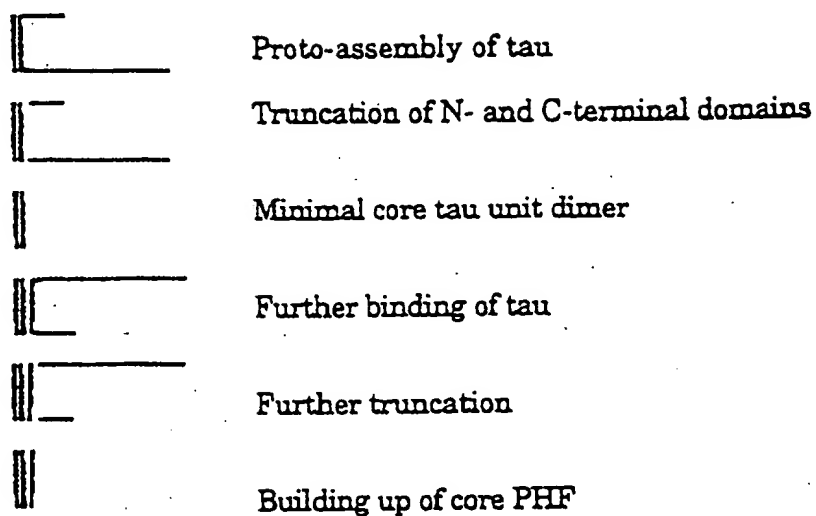 Proto-assembly of tau
Truncation of N- and C-terminal domains
Minimal core tau unit dimer
Further binding of tau
Further truncation
Building up of core PHF